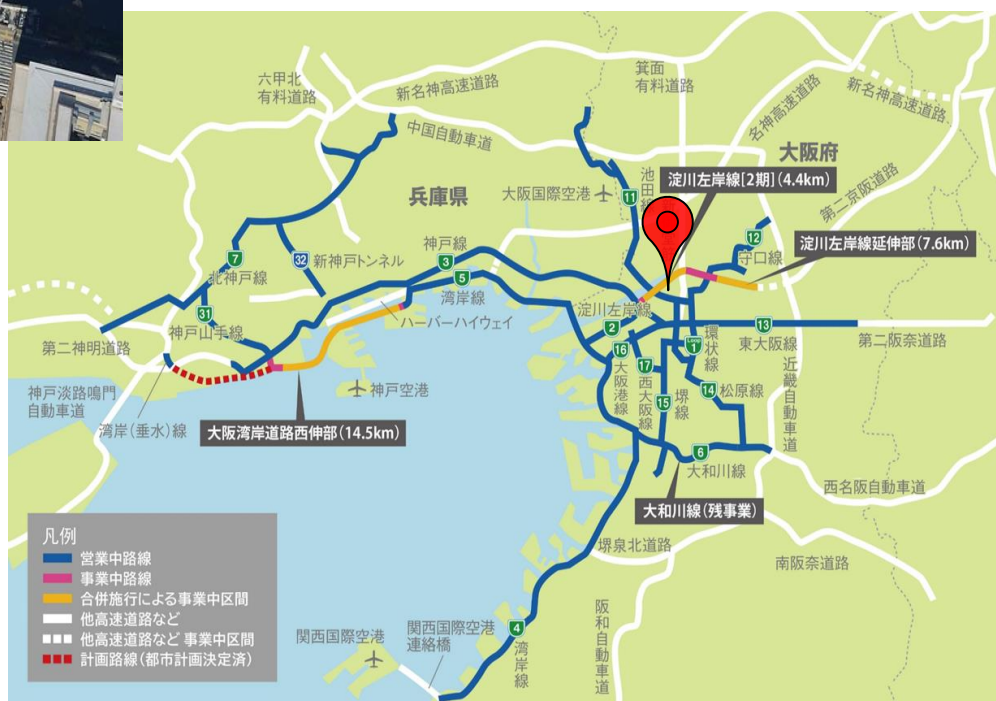 六甲北
有料道路
新名神高速道路
箕面
有料道路
名神高速道路
新名神高速道路
中国自動車道
大阪府
兵庫県
大阪国際空港
11
池田線
淀川左岸線[2期](4.4km)
第二京阪道路
12
守口線
淀川左岸線延伸部(7.6km)
7
北神戸線
32
新神戸トンネル
神戸線
3
5
湾岸線
ハーバーハイウェイ
31
神戸山手線
第二神明道路
淀川左岸線
2
16
大阪港線
17
西大阪線
15
堺線
Loop
1
環状線
13
東大阪線
第二阪奈道路
14
松原線
近畿自動車道
神戸淡路鳴門
自動車道
湾岸(垂水)線
神戸空港
大阪湾岸道路西伸部(14.5km)
6
大和川線
大和川線(残事業)
西名阪自動車道
堺泉北道路
南阪奈道路
阪和自動車道
関西国際空港
関西国際空港
連絡橋
4
湾岸線
凡例
営業中路線
事業中路線
合併施行による事業中区間
他高速道路など
他高速道路など 事業中区間
計画路線(都市計画決定済)